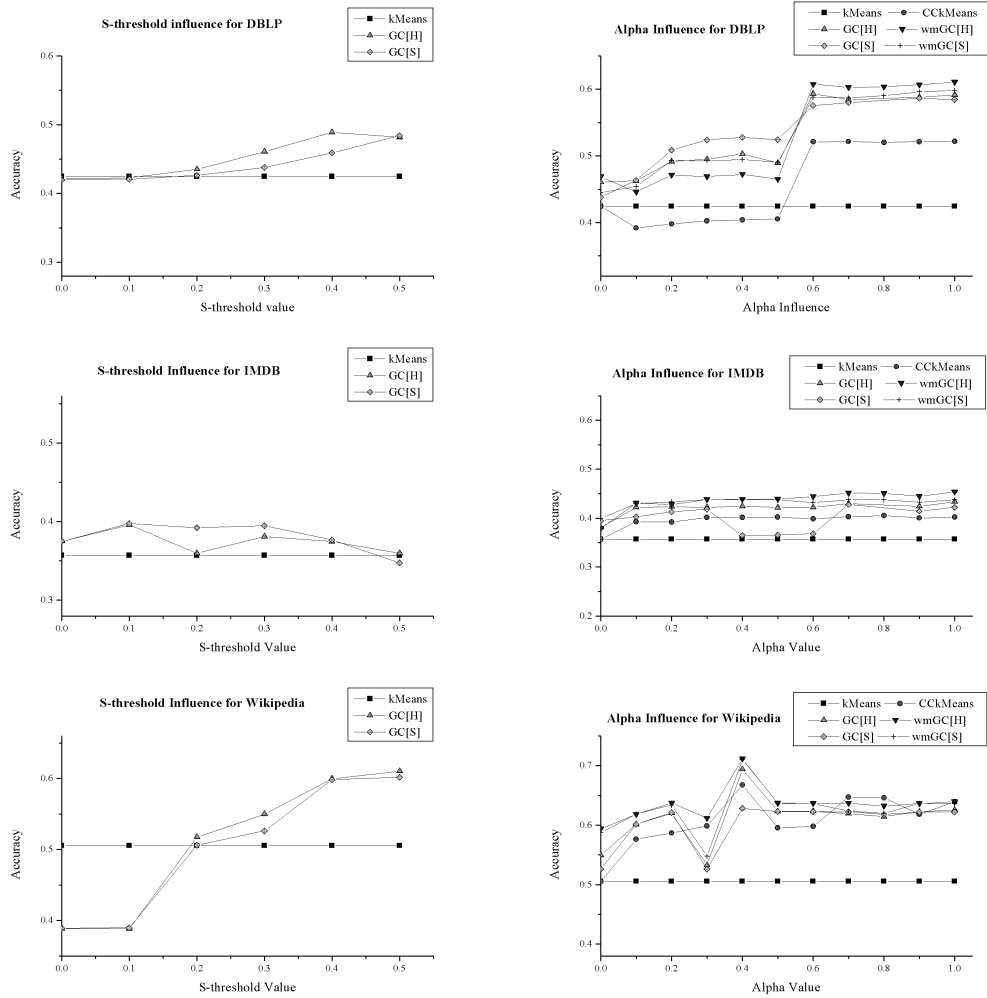 S-threshold influence for DBLP
kMeans
GC[H]
GC[S]
0.6
0.5
0.4
0.3
Accuracy
0.0 0.1 0.2 0.3 0.4 0.5
S-threshold value
Alpha Influence for DBLP
kMeans CCkMeans
GC[H] wmGC[H]
GC[S] wmGC[S]
0.6
0.5
0.4
Accuracy
0.0 0.2 0.4 0.6 0.8 1.0
Alpha Influence
S-threshold Influence for IMDB
kMeans
GC[H]
GC[S]
0.5
0.4
0.3
Accuracy
0.0 0.1 0.2 0.3 0.4 0.5
S-threshold Value
Alpha Influence for IMDB
kMeans CCkMeans
GC[H] wmGC[H]
GC[S] wmGC[S]
0.6
0.5
0.4
0.3
0.2
Accuracy
0.0 0.2 0.4 0.6 0.8 1.0
Alpha Value
S-threshold Influence for Wikipedia
kMeans
GC[H]
GC[S]
0.6
0.5
0.4
Accuracy
0.0 0.1 0.2 0.3 0.4 0.5
S-threshold Value
Alpha Influence for Wikipedia
kMeans CCkMeans
GC[H] wmGC[H]
GC[S] wmGC[S]
0.7
0.6
0.5
0.4
Accuracy
0.0 0.2 0.4 0.6 0.8 1.0
Alpha Value